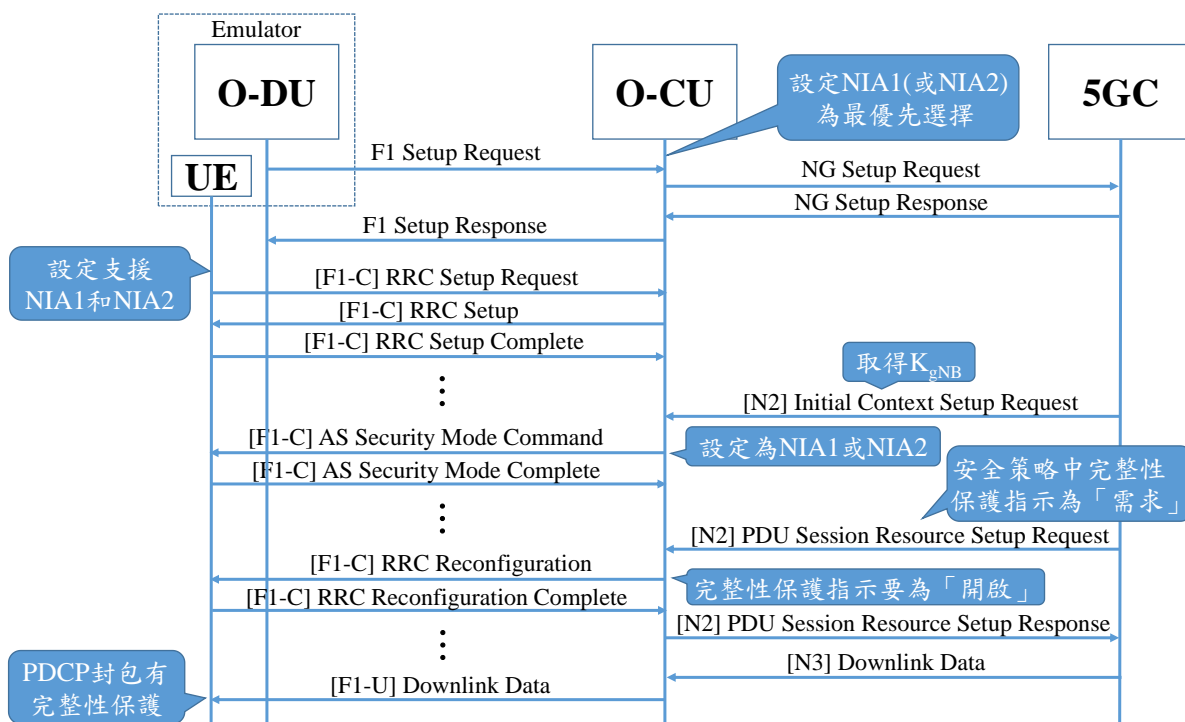 Emulator
O-DU
O-CU
5GC
設定NIA1(或NIA2)
為最優先選擇
UE
F1 Setup Request
NG Setup Request
NG Setup Response
F1 Setup Response
設定支援
NIA1和NIA2
[F1-C] RRC Setup Request
[F1-C] RRC Setup
[F1-C] RRC Setup Complete
取得KgNB
[N2] Initial Context Setup Request
[F1-C] AS Security Mode Command
設定為NIA1或NIA2
[F1-C] AS Security Mode Complete
安全策略中完整性
保護指示為「需求」
[N2] PDU Session Resource Setup Request
[F1-C] RRC Reconfiguration
完整性保護指示要為「開啟」
[F1-C] RRC Reconfiguration Complete
[N2] PDU Session Resource Setup Response
[N3] Downlink Data
PDCP封包有
完整性保護
[F1-U] Downlink Data